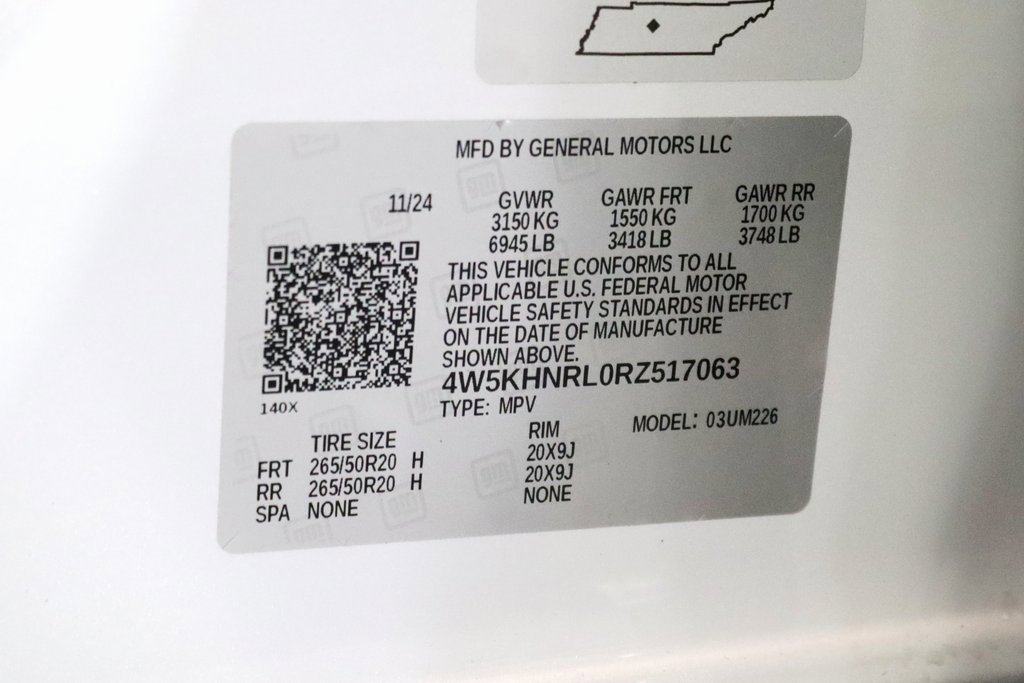 MFD BY GENERAL MOTORS LLC
11/24
GVWR GAWR FRT GAWR RR
3150 KG 1550 KG 1700 KG
6945 LB 3418 LB 3748 LB
THIS VEHICLE CONFORMS TO ALL
APPLICABLE U.S. FEDERAL MOTOR
VEHICLE SAFETY STANDARDS IN EFFECT
ON THE DATE OF MANUFACTURE
SHOWN ABOVE.
4W5KHNRL0RZ517063
140X
TYPE: MPV
MODEL: 03UM226
TIRE SIZE RIM
FRT 265/50R20 H 20X9J
RR 265/50R20 H 20X9J
SPA NONE NONE